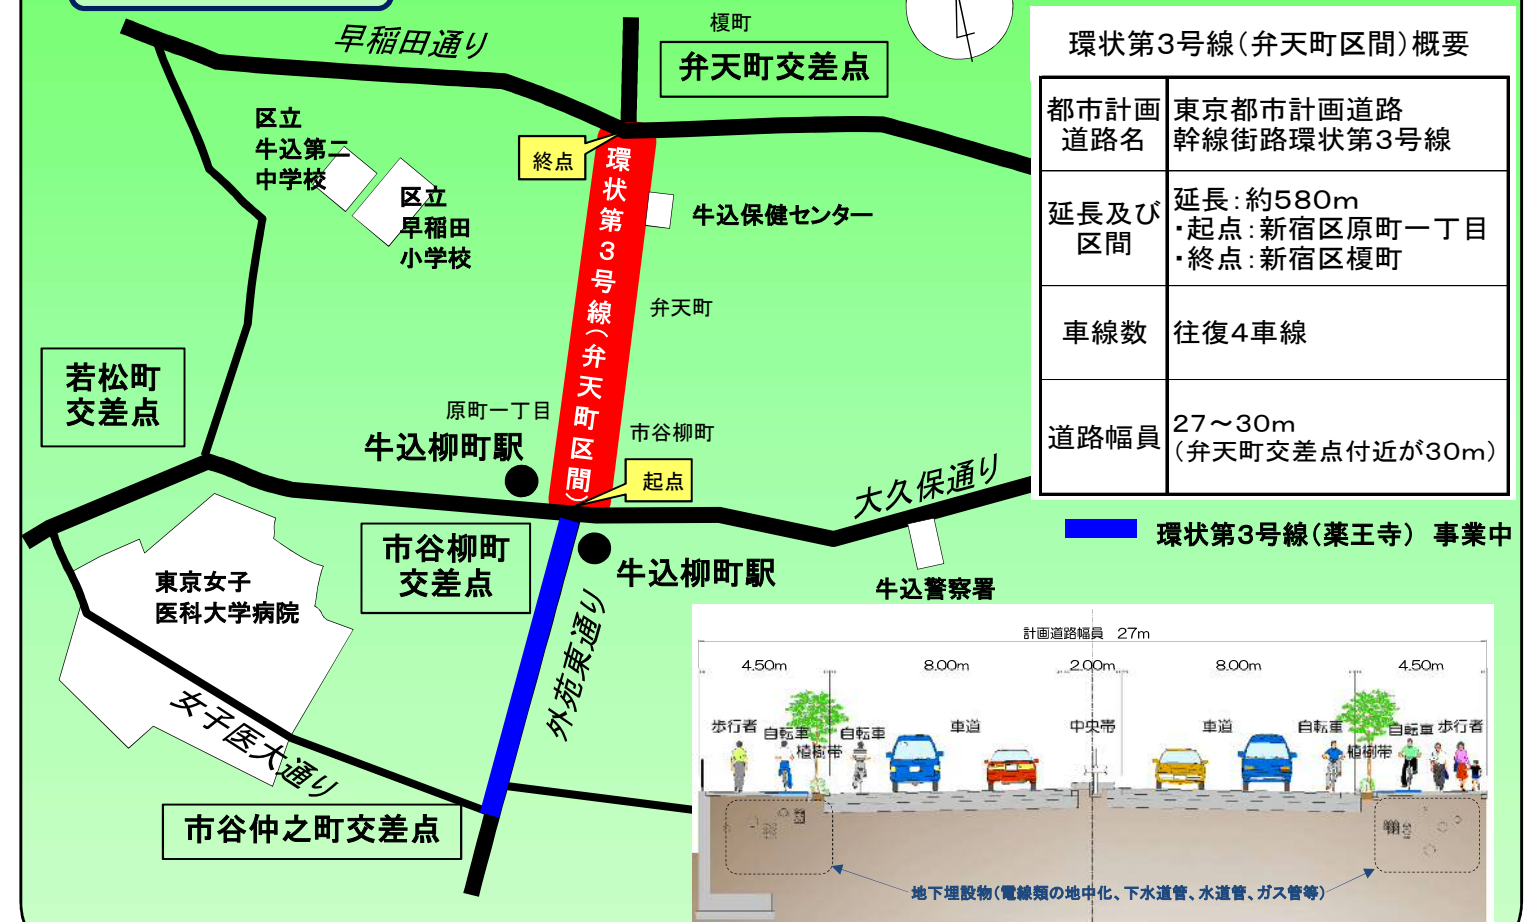 早稲田通り
榎町
弁天町交差点
区立
牛込第二
中学校
区立
早稲田
小学校
終点
環状第3号線(弁天町区間)
牛込保健センター
弁天町
若松町
交差点
原町一丁目
牛込柳町駅
市谷柳町
起点
大久保通り
市谷柳町
交差点
牛込柳町駅
牛込警察署
東京女子
医科大学病院
外苑東通り
女子医大通り
市谷仲之町交差点
環状第3号線(弁天町区間)概要
都市計画
道路名
東京都市計画道路
幹線街路環状第3号線
延長及び
区間
延長:約580m
・起点:新宿区原町一丁目
・終点:新宿区榎町
車線数
往復4車線
道路幅員
27〜30m
(弁天町交差点付近が30m)
環状第3号線(薬王寺) 事業中
計画道路幅員 27m
4.50m
8.00m
2.00m
8.00m
4.50m
歩行者
自転車
植樹帯
自転車
車道
中央帯
車道
自転車
植樹帯
自転車
歩行者
地下埋設物(電線類の地中化、下水道管、水道管、ガス管等)